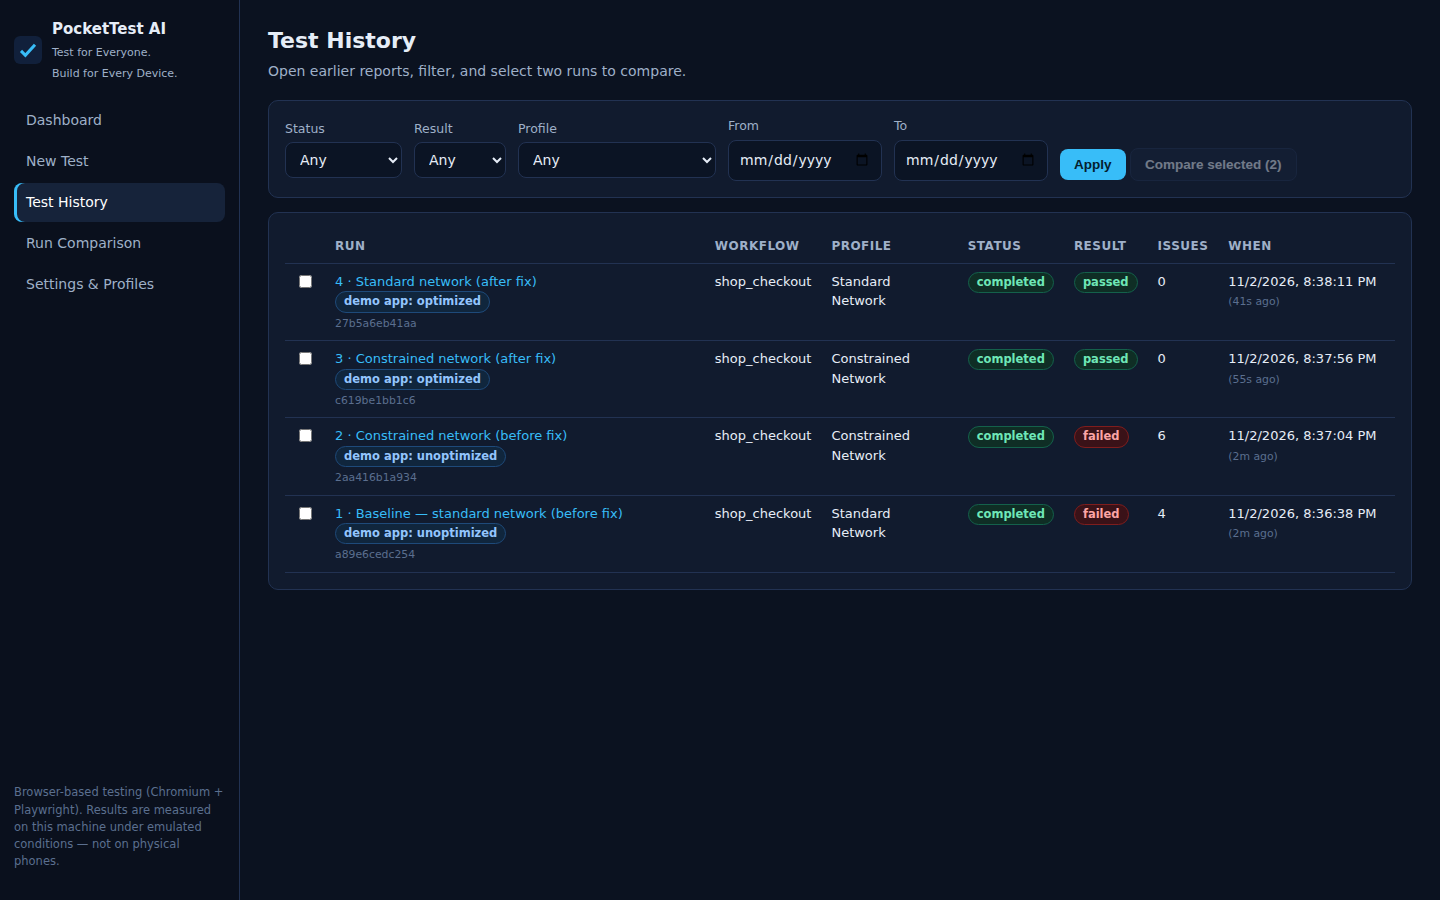 PocketTest AI
Test for Everyone.
Build for Every Device.
Dashboard
New Test
Test History
Run Comparison
Settings & Profiles
Browser-based testing (Chromium +
Playwright). Results are measured
on this machine under emulated
conditions — not on physical
phones.
Test History
Open earlier reports, filter, and select two runs to compare.
Status Result Profile From To
Any Any Any mm/dd/yyyy mm/dd/yyyy Apply Compare selected (2)
RUN WORKFLOW PROFILE STATUS RESULT ISSUES WHEN
4 · Standard network (after fix) shop_checkout Standard completed passed 0 11/2/2026, 8:38:11 PM
demo app: optimized Network (41s ago)
27b5a6eb41aa
3 · Constrained network (after fix) shop_checkout Constrained completed passed 0 11/2/2026, 8:37:56 PM
demo app: optimized Network (55s ago)
c619be1bb1c6
2 · Constrained network (before fix) shop_checkout Constrained completed failed 6 11/2/2026, 8:37:04 PM
demo app: unoptimized Network (2m ago)
2aa416b1a934
1 · Baseline — standard network (before fix) shop_checkout Standard completed failed 4 11/2/2026, 8:36:38 PM
demo app: unoptimized Network (2m ago)
a89e6cedc254